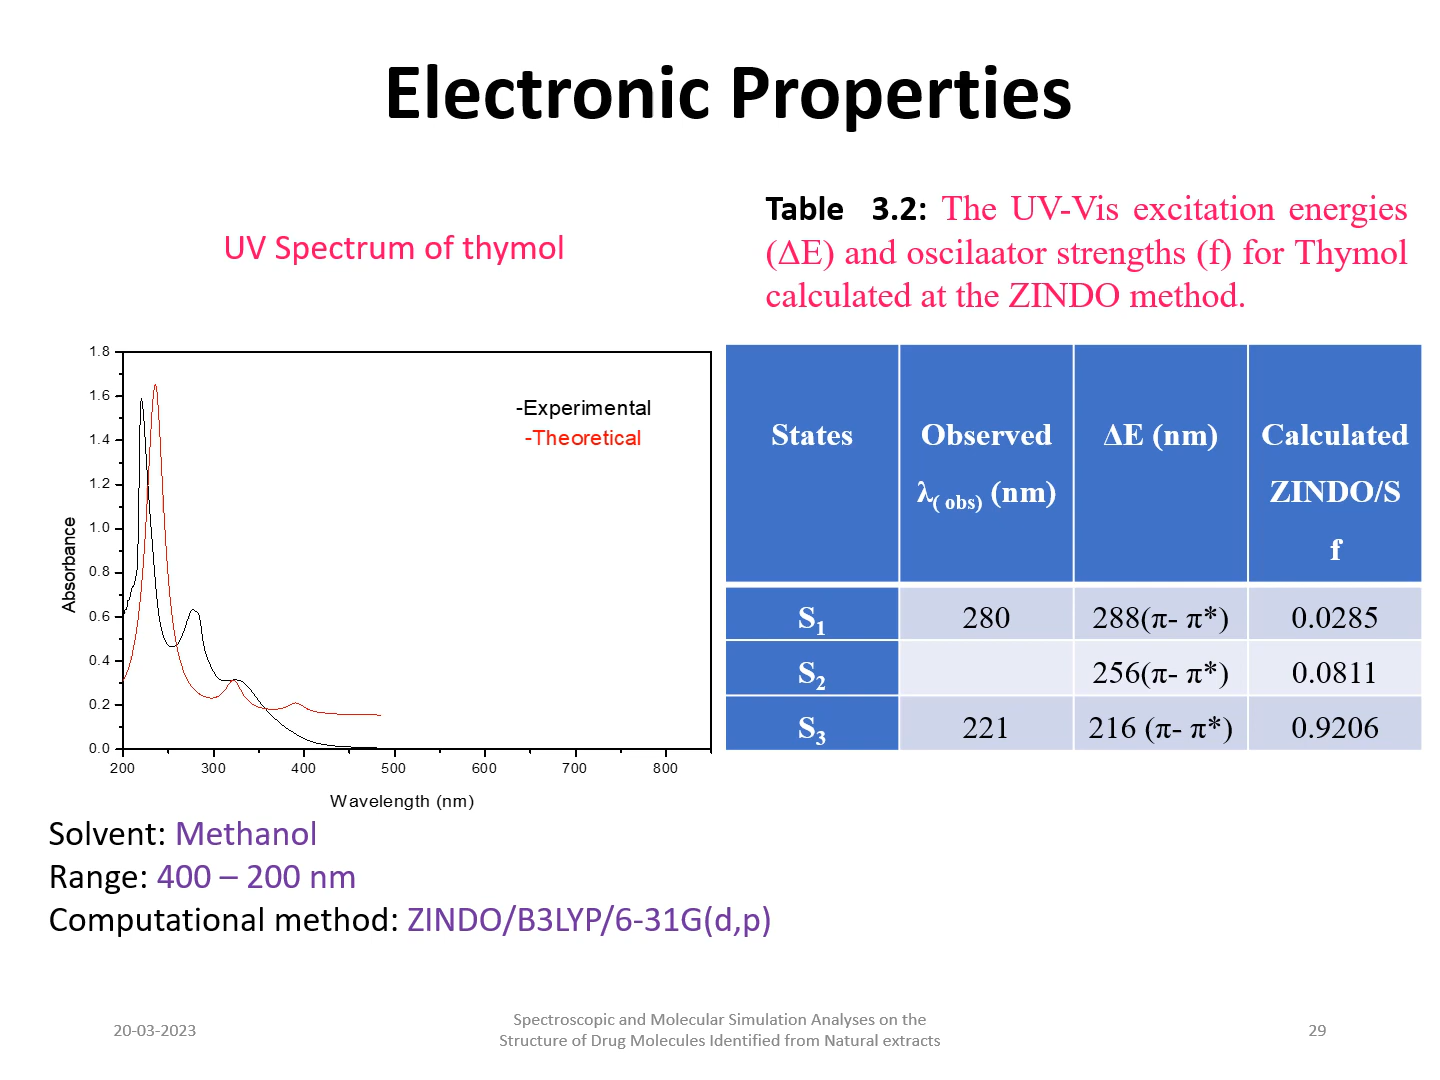 Electronic Properties
UV Spectrum of thymol
Table 3.2: The UV-Vis excitation energies
(ΔE) and oscilaator strengths (f) for Thymol
calculated at the ZINDO method.
1.8
1.6
1.4
1.2
1.0
0.8
0.6
0.4
0.2
0.0
Absorbance
-Experimental
-Theoretical
200 300 400 500 600 700 800
Wavelength (nm)
States Observed λ( obs) (nm) ΔE (nm) Calculated ZINDO/S f
S1 280 288(π- π*) 0.0285
S2 256(π- π*) 0.0811
S3 221 216 (π- π*) 0.9206
Solvent: Methanol
Range: 400 – 200 nm
Computational method: ZINDO/B3LYP/6-31G(d,p)
20-03-2023
Spectroscopic and Molecular Simulation Analyses on the
Structure of Drug Molecules Identified from Natural extracts
29